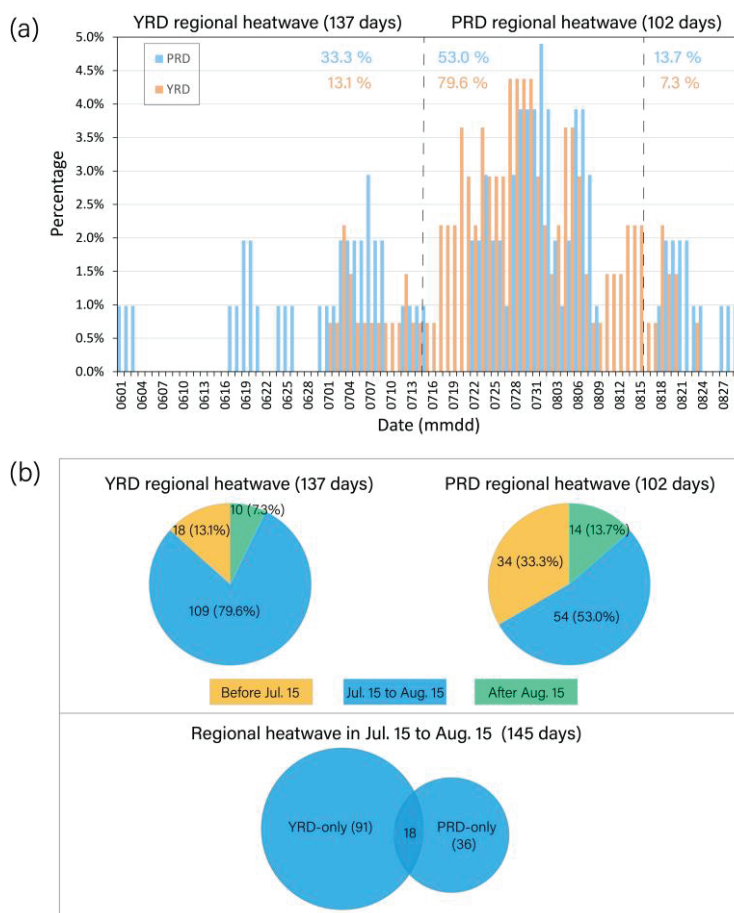 (a)
YRD regional heatwave (137 days) PRD regional heatwave (102 days)
5.0%
4.5%
4.0%
3.5%
3.0%
2.5%
2.0%
1.5%
1.0%
0.5%
0.0%
Percentage
PRD
YRD
33.3 % 53.0 % 13.7 %
13.1 % 79.6 % 7.3 %
0601 0604 0607 0610 0613 0616 0619 0622 0625 0628 0701 0704 0707 0710 0713 0716 0719 0722 0725 0728 0731 0803 0806 0809 0812 0815 0818 0821 0824 0827
Date (mmdd)
(b)
YRD regional heatwave (137 days) PRD regional heatwave (102 days)
10 (7.3%)
18 (13.1%)
109 (79.6%)
14 (13.7%)
34 (33.3%)
54 (53.0%)
Before Jul. 15 Jul. 15 to Aug. 15 After Aug. 15
Regional heatwave in Jul. 15 to Aug. 15 (145 days)
YRD-only (91) 18 PRD-only
(36)